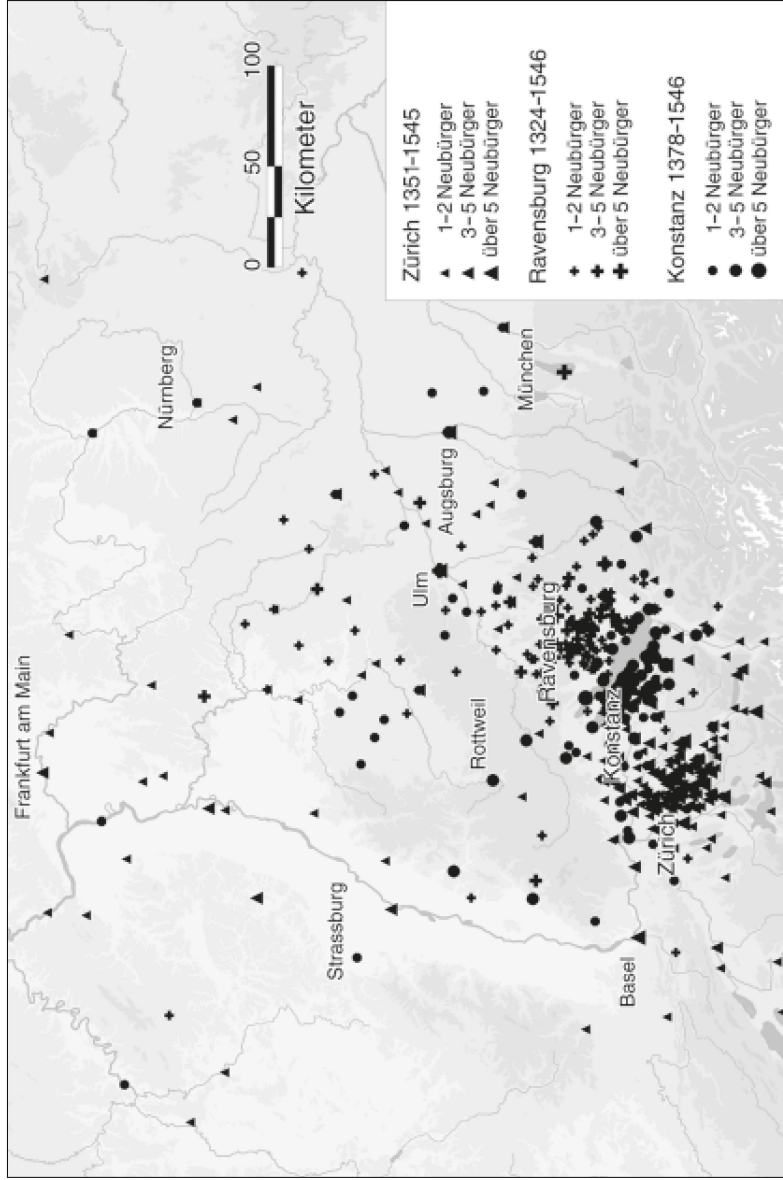 Frankfurt am Main
Nürnberg
0 50 100
Kilometer
Strassburg
Rottweil
Ulm
Augsburg
München
Ravensburg
Konstanz
Basel
Zürich
Zürich 1351–1545
1–2 Neubürger
3–5 Neubürger
über 5 Neubürger
Ravensburg 1324–1546
1–2 Neubürger
3–5 Neubürger
über 5 Neubürger
Konstanz 1378–1546
1–2 Neubürger
3–5 Neubürger
über 5 Neubürger